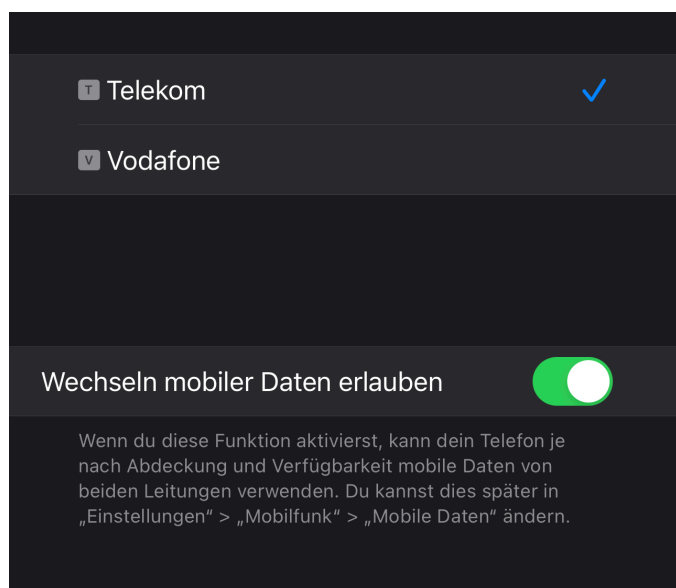 T Telekom
V Vodafone
Wechseln mobiler Daten erlauben
Wenn du diese Funktion aktivierst, kann dein Telefon je
nach Abdeckung und Verfügbarkeit mobile Daten von
beiden Leitungen verwenden. Du kannst dies später in
„Einstellungen“ > „Mobilfunk“ > „Mobile Daten“ ändern.